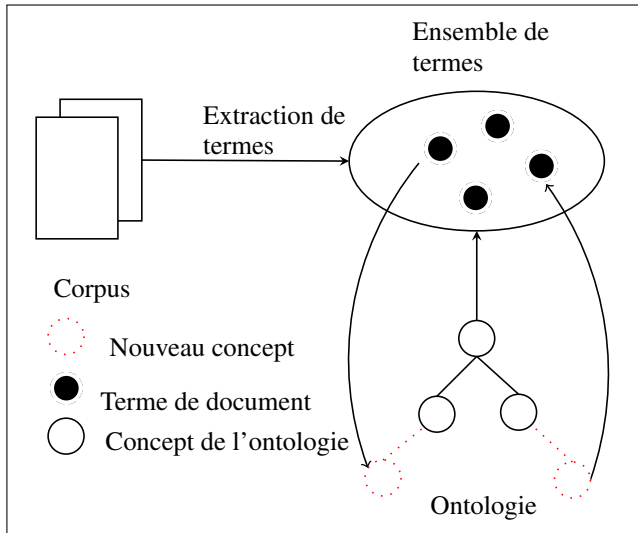 Ensemble de
termes
Extraction de
termes
Corpus
Nouveau concept
Terme de document
Concept de l'ontologie
Ontologie